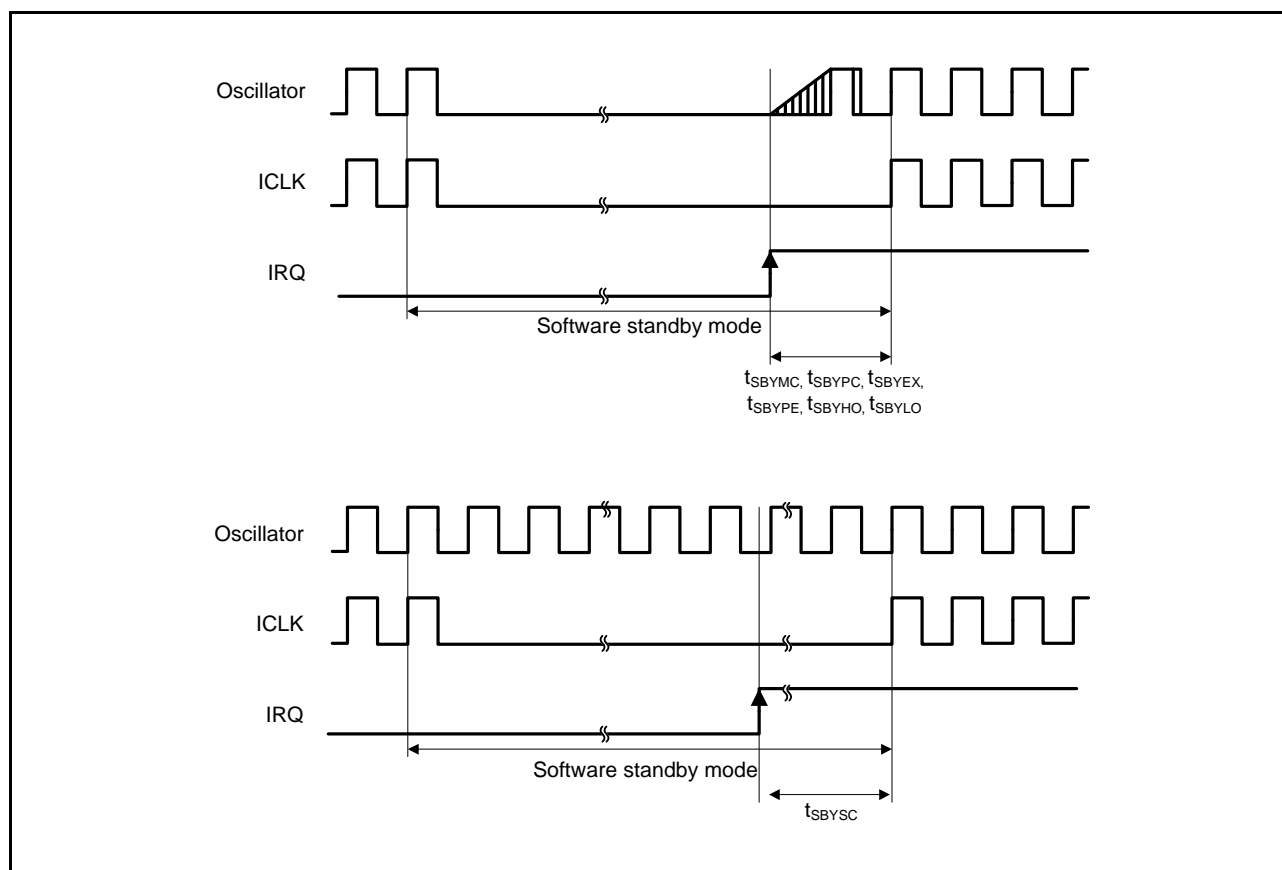 Oscillator
ICLK
IRQ
Software standby mode
tSBYMC, tSBYPC, tSBYEX,
tSBYPE, tSBYHO, tSBYLO
Oscillator
ICLK
IRQ
Software standby mode
tSBYSC